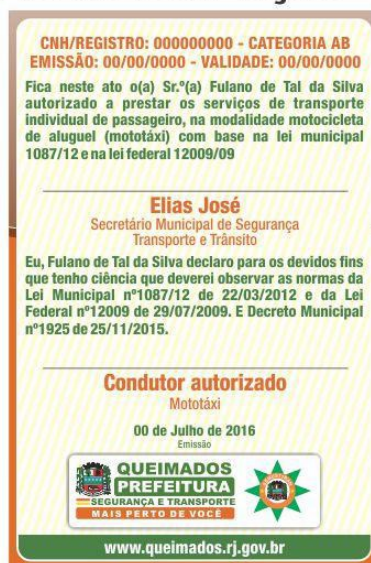 CNH/REGISTRO: 000000000 - CATEGORIA AB
EMISSÃO: 00/00/0000 - VALIDADE: 00/00/0000
Fica neste ato o(a) Sr.º(a) Fulano de Tal da Silva
autorizado a prestar os serviços de transporte
individual de passageiro, na modalidade motocicleta
de aluguel (mototáxi) com base na lei municipal
1087/12 e na lei federal 12009/09
Elias José
Secretário Municipal de Segurança
Transporte e Trânsito
Eu, Fulano de Tal da Silva declaro para os devidos fins
que tenho ciência que deverei observar as normas da
Lei Municipal nº1087/12 de 22/03/2012 e da Lei
Federal nº12009 de 29/07/2009. E Decreto Municipal
nº1925 de 25/11/2015.
Condutor autorizado
Mototáxi
00 de Julho de 2016
Emissão
QUEIMADOS
PREFEITURA
SEGURANÇA E TRANSPORTE
MAIS PERTO DE VOCÊ
www.queimados.rj.gov.br